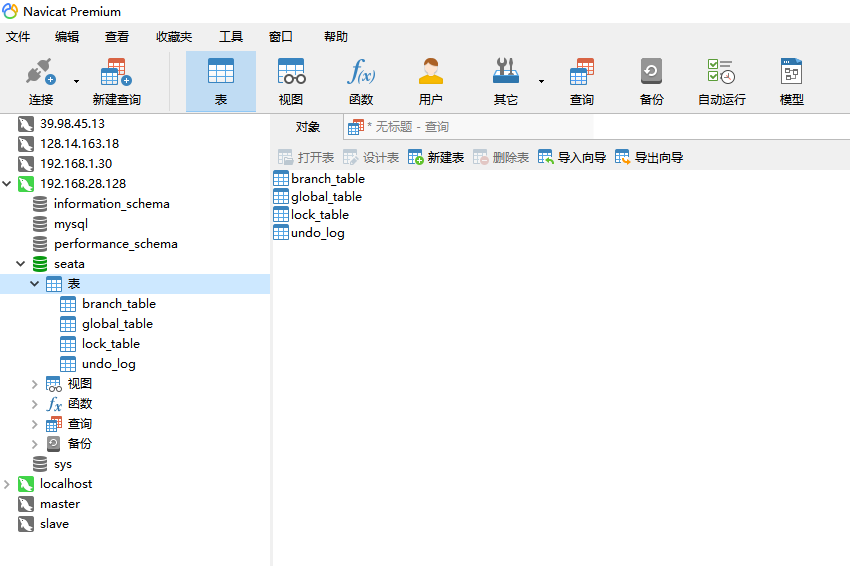 Navicat Premium
文件 编辑 查看 收藏夹 工具 窗口 帮助
连接 新建查询 表 视图 函数 用户 其它 查询 备份 自动运行 模型
39.98.45.13
128.14.163.18
192.168.1.30
192.168.28.128
information_schema
mysql
performance_schema
seata
表
branch_table
global_table
lock_table
undo_log
视图
函数
查询
备份
sys
localhost
master
slave
对象 * 无标题 - 查询
打开表 设计表 新建表 删除表 导入向导 导出向导
branch_table
global_table
lock_table
undo_log